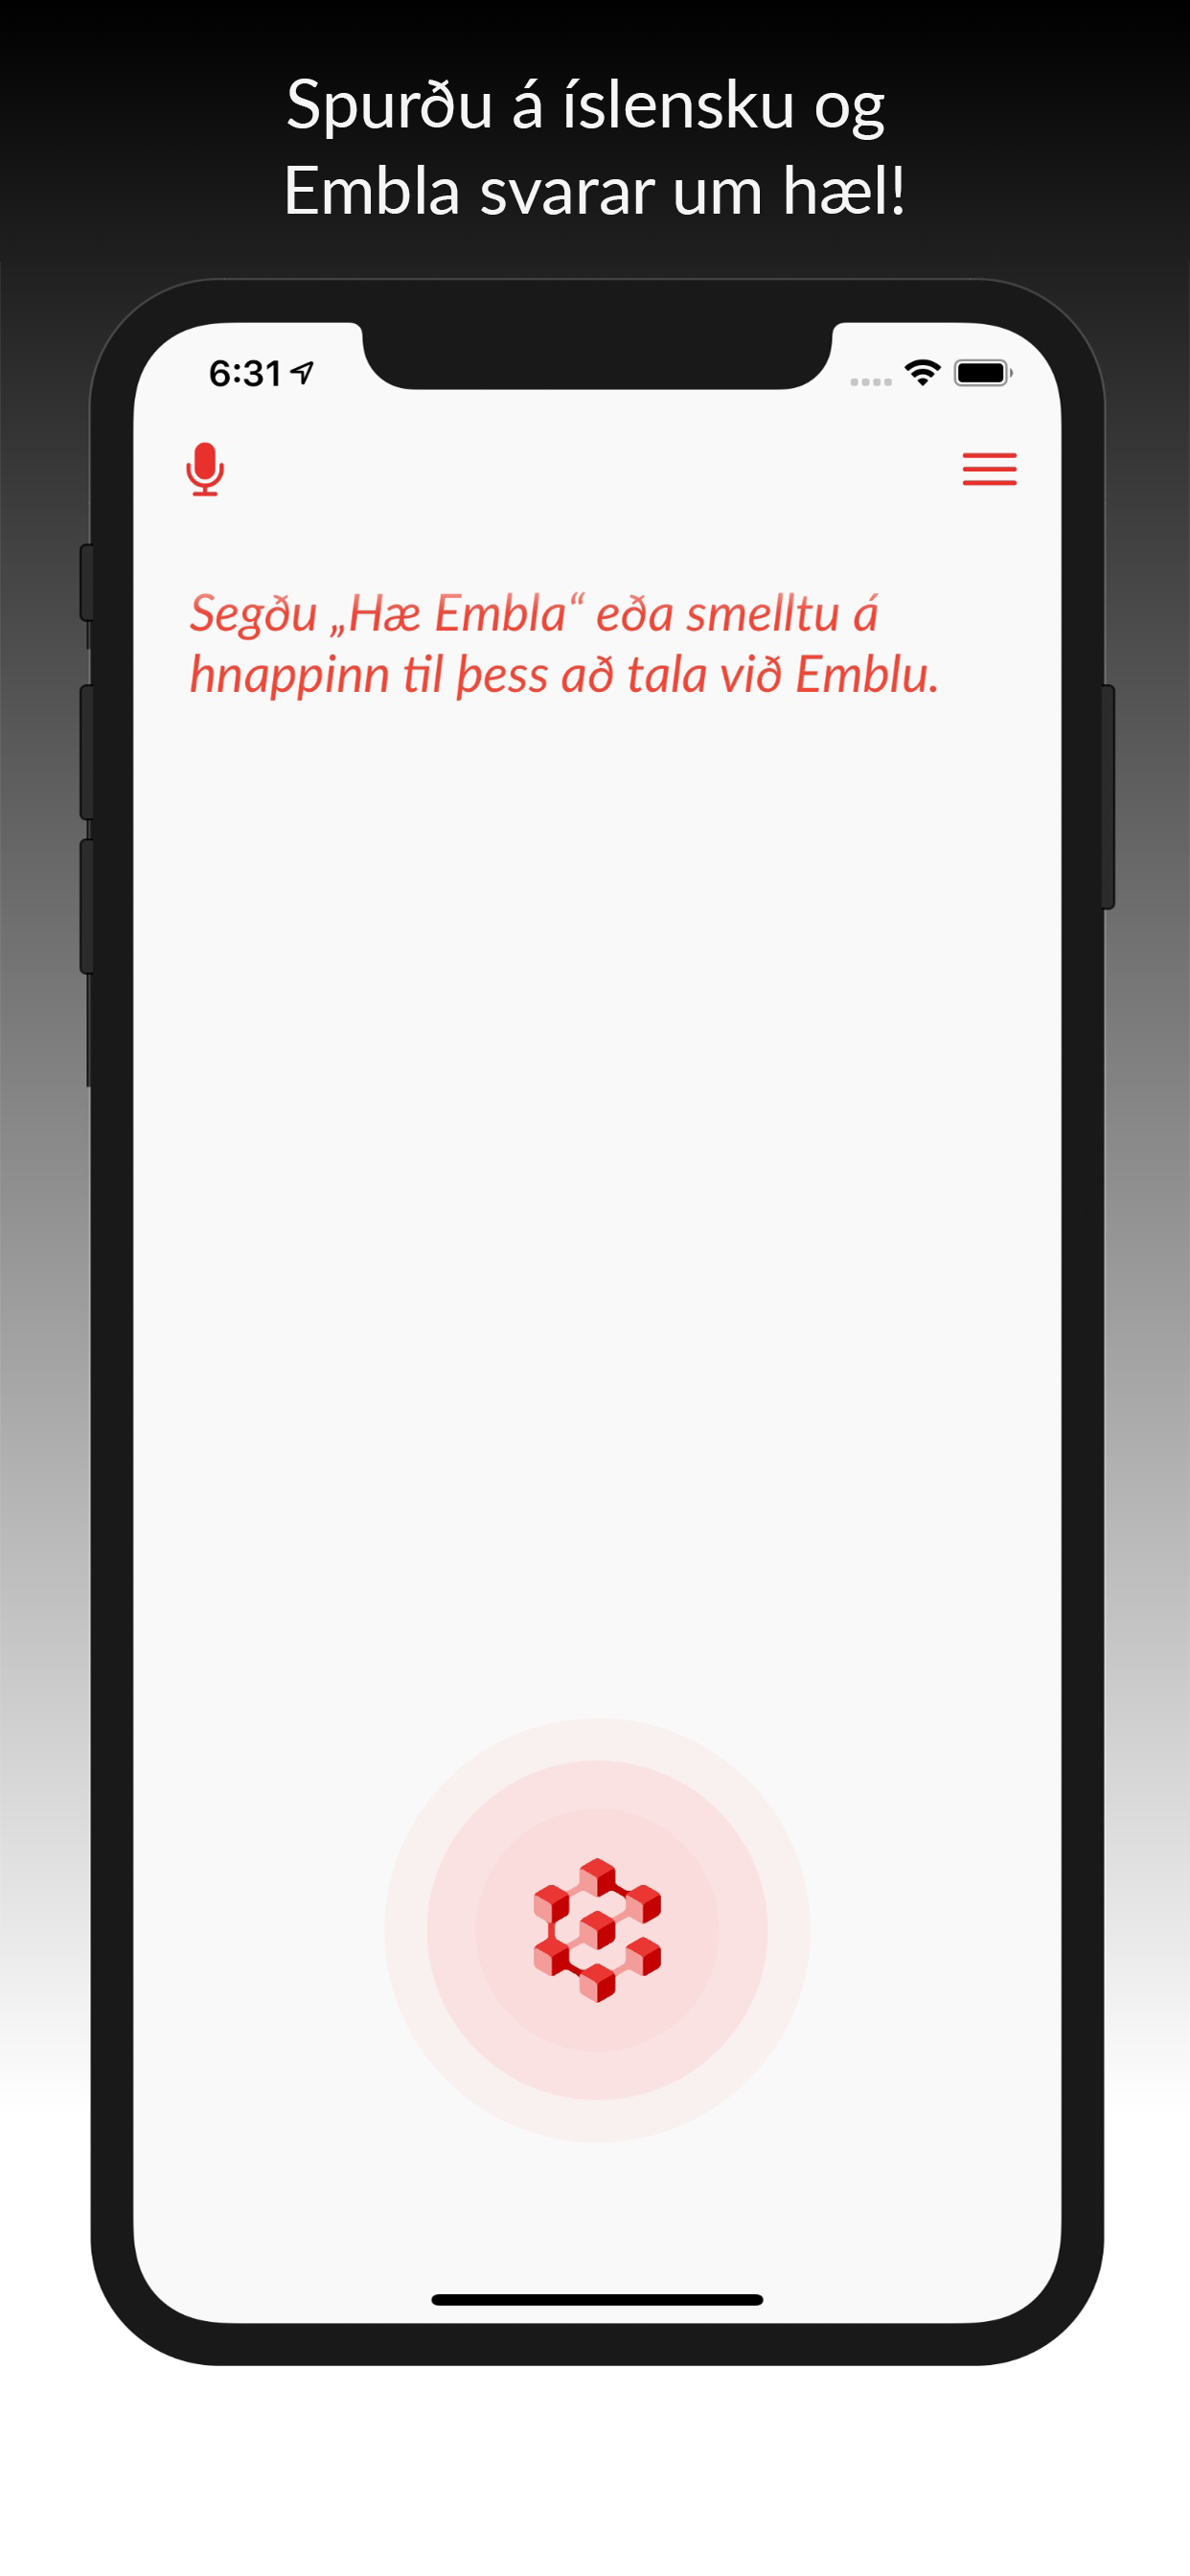 Spurðu á íslensku og
Embla svarar um hæl!
6:31
Segðu „Hæ Embla“ eða smelltu á
hnappinn til þess að tala við Emblu.